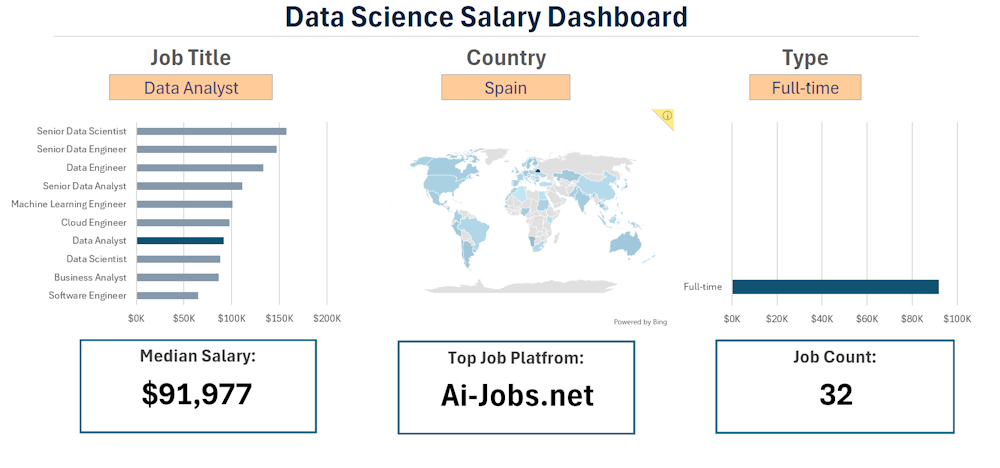 Data Science Salary Dashboard
Job Title
Data Analyst
Country
Spain
Type
Full-time
Senior Data Scientist
Senior Data Engineer
Data Engineer
Senior Data Analyst
Machine Learning Engineer
Cloud Engineer
Data Analyst
Data Scientist
Business Analyst
Software Engineer
$0K $50K $100K $150K $200K
Powered by Bing
Full-time
$0K $20K $40K $60K $80K $100K
Median Salary:
$91,977
Top Job Platfrom:
Ai-Jobs.net
Job Count:
32